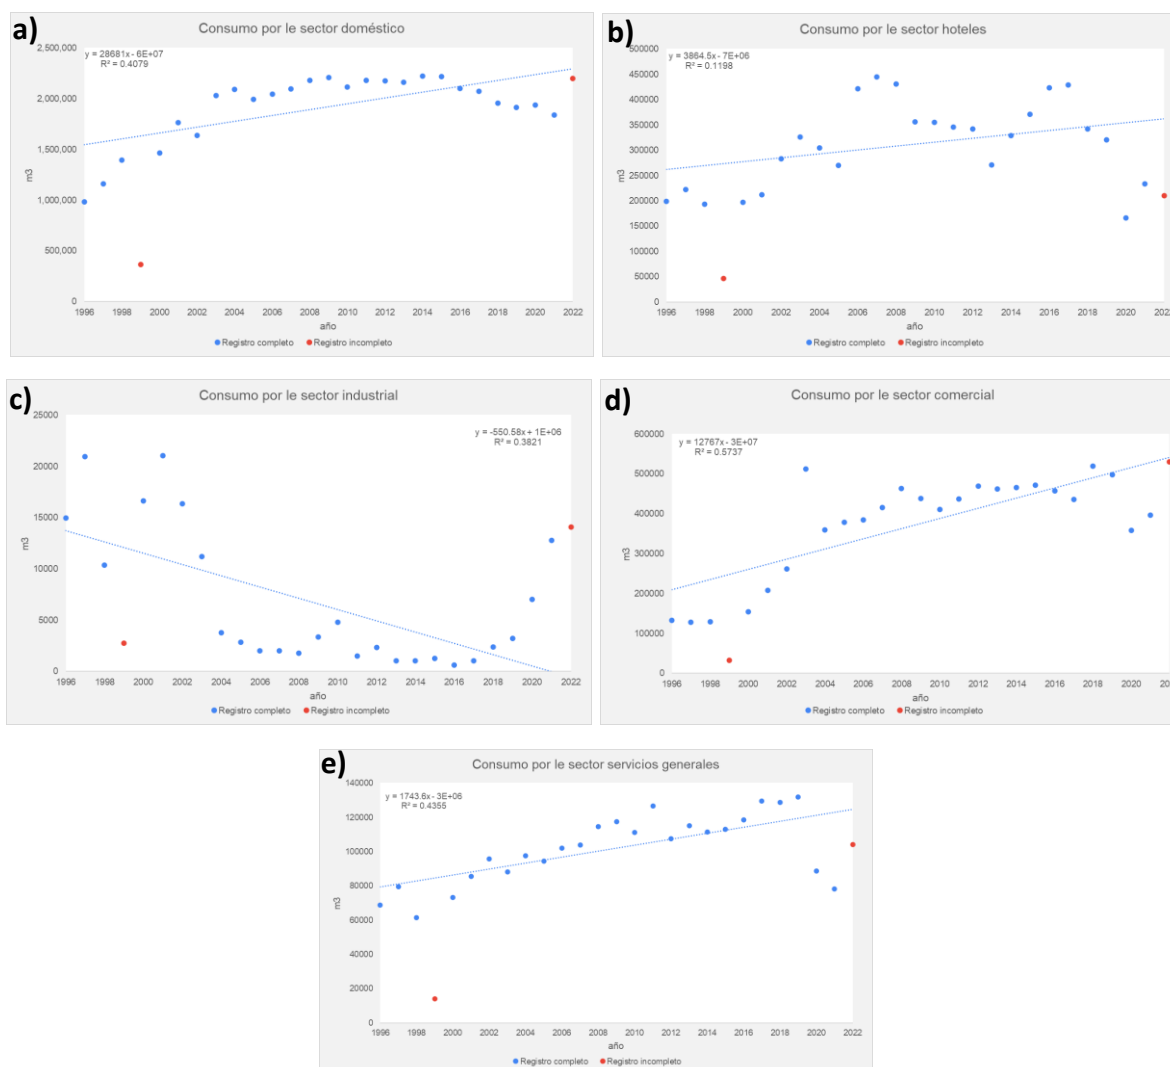 a)
Consumo por le sector doméstico
y = 28681x - 6E+07
R² = 0.4079
2,500,000
2,000,000
1,500,000
1,000,000
500,000
0
m3
1996 1998 2000 2002 2004 2006 2008 2010 2012 2014 2016 2018 2020 2022
año
Registro completo Registro incompleto
b)
Consumo por le sector hoteles
y = 3864.5x - 7E+06
R² = 0.1198
500000
450000
400000
350000
300000
250000
200000
150000
100000
50000
0
m3
1996 1998 2000 2002 2004 2006 2008 2010 2012 2014 2016 2018 2020 2022
año
Registro completo Registro incompleto
c)
Consumo por le sector industrial
y = -550.58x + 1E+06
R² = 0.3821
25000
20000
15000
10000
5000
0
m3
1996 1998 2000 2002 2004 2006 2008 2010 2012 2014 2016 2018 2020 2022
año
Registro completo Registro incompleto
d)
Consumo por le sector comercial
y = 12767x - 3E+07
R² = 0.5737
600000
500000
400000
300000
200000
100000
0
m3
1996 1998 2000 2002 2004 2006 2008 2010 2012 2014 2016 2018 2020
año
Registro completo Registro incompleto
e)
Consumo por le sector servicios generales
y = 1743.6x - 3E+06
R² = 0.4355
140000
120000
100000
80000
60000
40000
20000
0
m3
1996 1998 2000 2002 2004 2006 2008 2010 2012 2014 2016 2018 2020 2022
año
Registro completo Registro incompleto